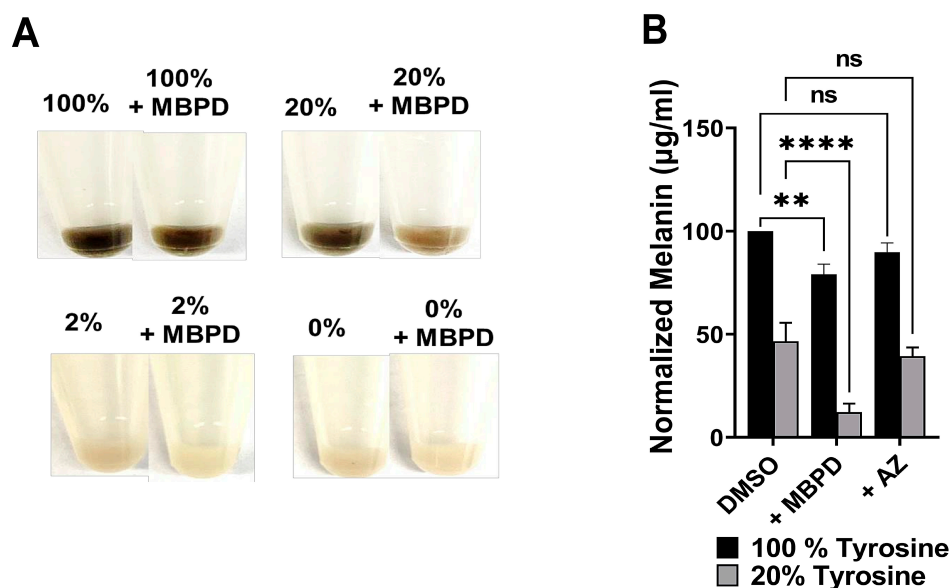 A
100%
100%
+ MBPD
20%
20%
+ MBPD
2%
2%
+ MBPD
0%
0%
+ MBPD
B
Normalized Melanin (µg/ml)
150
100
50
0
ns
ns
****
**
DMSO
+ MBPD
+ AZ
100 % Tyrosine
20% Tyrosine